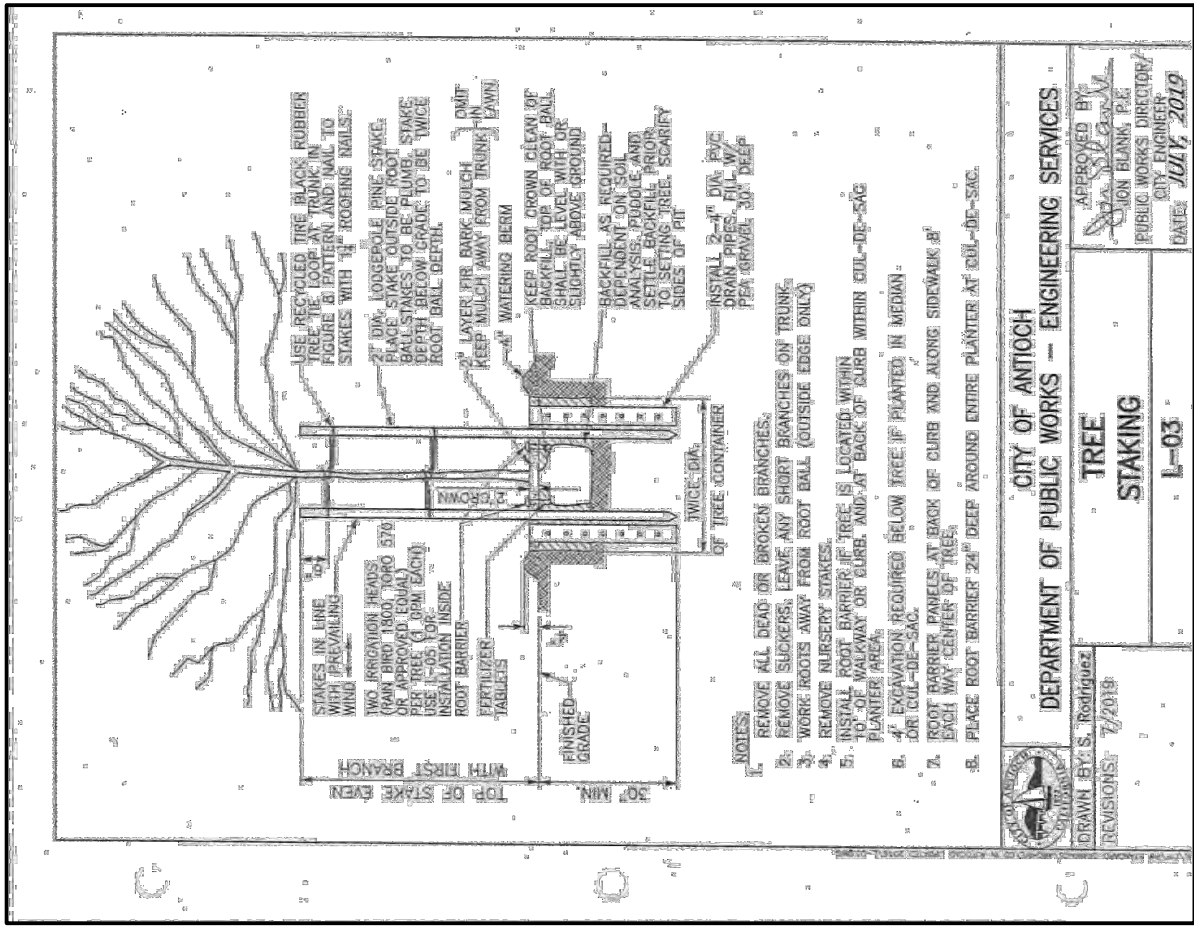 USE RECYCLED TIRE BLACK RUBBER
TREE TIE. LOOP AT TRUNK IN
FIGURE 8 PATTERN AND NAIL TO
STAKES WITH ROOFING NAILS.
2" DIA. LODGEPOLE PINE STAKE.
PLACE STAKE OUTSIDE ROOT
BALL. STAKES TO BE PLUMB. STAKE
DEPTH BELOW GRADE TO BE TWICE
ROOT BALL DEPTH.
2" LAYER FIR BARK MULCH
KEEP MULCH AWAY FROM TRUNK
OMIT
IN
LAWN
4" WATERING BERM
KEEP ROOT CROWN CLEAN OF
BACKFILL. TOP OF ROOT BALL
SHALL BE LEVEL WITH OR
SLIGHTLY ABOVE GROUND
BACKFILL AS REQUIRED
DEPENDENT ON SOIL
ANALYSIS. PUDDLE AND
SETTLE BACKFILL PRIOR
TO SETTING TREE. SCARIFY
SIDES OF PIT
INSTALL 2-4" DIA. PVC
DRAIN PIPES. FILL W/
PEA GRAVEL 30" DEEP
STAKES IN LINE
WITH PREVAILING
WIND
TWO IRRIGATION HEADS
(RAIN BIRD 1800, TORO 570
OR APPROVED EQUAL)
PER TREE (1 GPM EACH)
USE L-05 FOR
INSTALLATION INSIDE
ROOT BARRIER
FERTILIZER
TABLETS
FINISHED
GRADE
2" CROWN
TOP OF STAKE EVEN
WITH FIRST
BRANCH
30" MIN
TWICE DIA.
OF TREE CONTAINER
NOTES:
1. REMOVE ALL DEAD OR BROKEN BRANCHES.
2. REMOVE SUCKERS. LEAVE ANY SHORT BRANCHES ON TRUNK.
3. WORK ROOTS AWAY FROM ROOT BALL (OUTSIDE EDGE ONLY)
4. REMOVE NURSERY STAKES.
5. INSTALL ROOT BARRIER IF TREE IS LOCATED WITHIN
10' OF WALKWAY OR CURB, AND AT BACK OF CURB WITHIN CUL-DE-SAC
PLANTER AREA.
6. 4" EXCAVATION REQUIRED BELOW TREE IF PLANTED IN MEDIAN
OR CUL-DE-SAC.
7. ROOT BARRIER PANELS AT BACK OF CURB AND ALONG SIDEWALK 8'
EACH WAY CENTER OF TREE.
8. PLACE ROOT BARRIER 24" DEEP AROUND ENTIRE PLANTER AT CUL-DE-SAC.
CITY OF ANTIOCH
DEPARTMENT OF PUBLIC WORKS - ENGINEERING SERVICES
DRAWN BY: S. Rodriguez
REVISIONS: 7/2019
TREE
STAKING
L-03
APPROVED BY:
JON BLANK, P.E.
PUBLIC WORKS DIRECTOR/
CITY ENGINEER
DATE: JULY, 2019